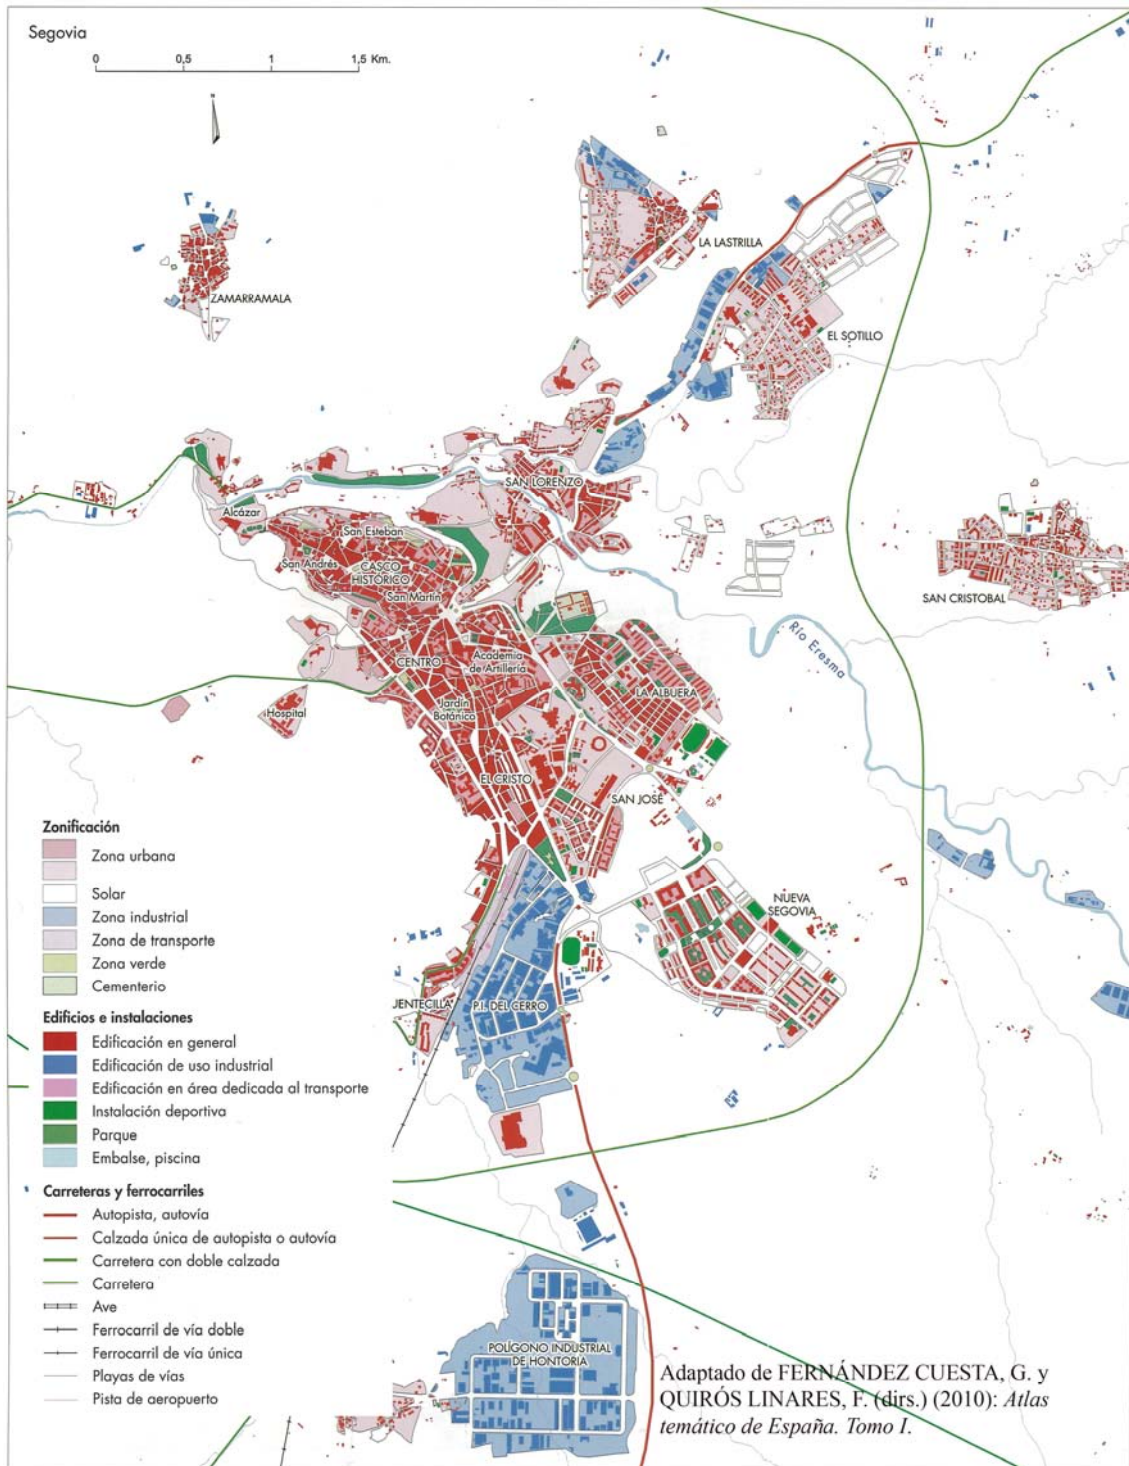 Segovia
0 0,5 1 1,5 Km.
N
LA LASTRILLA
ZAMARRAMALA
EL SOTILLO
SAN LORENZO
Alcázar
San Esteban
San Andrés
CASCO
HISTÓRICO
San Martín
SAN CRISTOBAL
Río Eresma
CENTRO
Academia
de Artillería
LA ALBUERA
Hospital
Jardín
Botánico
EL CRISTO
SAN JOSÉ
NUEVA
SEGOVIA
JENTECILLA
P.I. DEL CERRO
POLÍGONO INDUSTRIAL
DE HONTORIA
Zonificación
Zona urbana
Solar
Zona industrial
Zona de transporte
Zona verde
Cementerio
Edificios e instalaciones
Edificación en general
Edificación de uso industrial
Edificación en área dedicada al transporte
Instalación deportiva
Parque
Embalse, piscina
Carreteras y ferrocarriles
Autopista, autovía
Calzada única de autopista o autovía
Carretera con doble calzada
Carretera
Ave
Ferrocarril de vía doble
Ferrocarril de vía única
Playas de vías
Pista de aeropuerto
Adaptado de FERNÁNDEZ CUESTA, G. y
QUIRÓS LINARES, F. (dirs.) (2010): Atlas
temático de España. Tomo I.